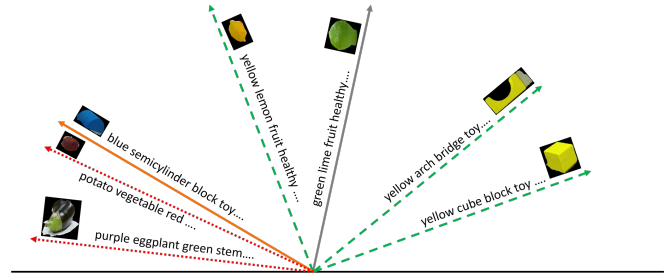 yellow lemon fruit healthy ....
green lime fruit healthy....
blue semicylinder block toy....
yellow arch bridge toy....
potato vegetable red ....
yellow cube block toy ....
purple eggplant green stem....